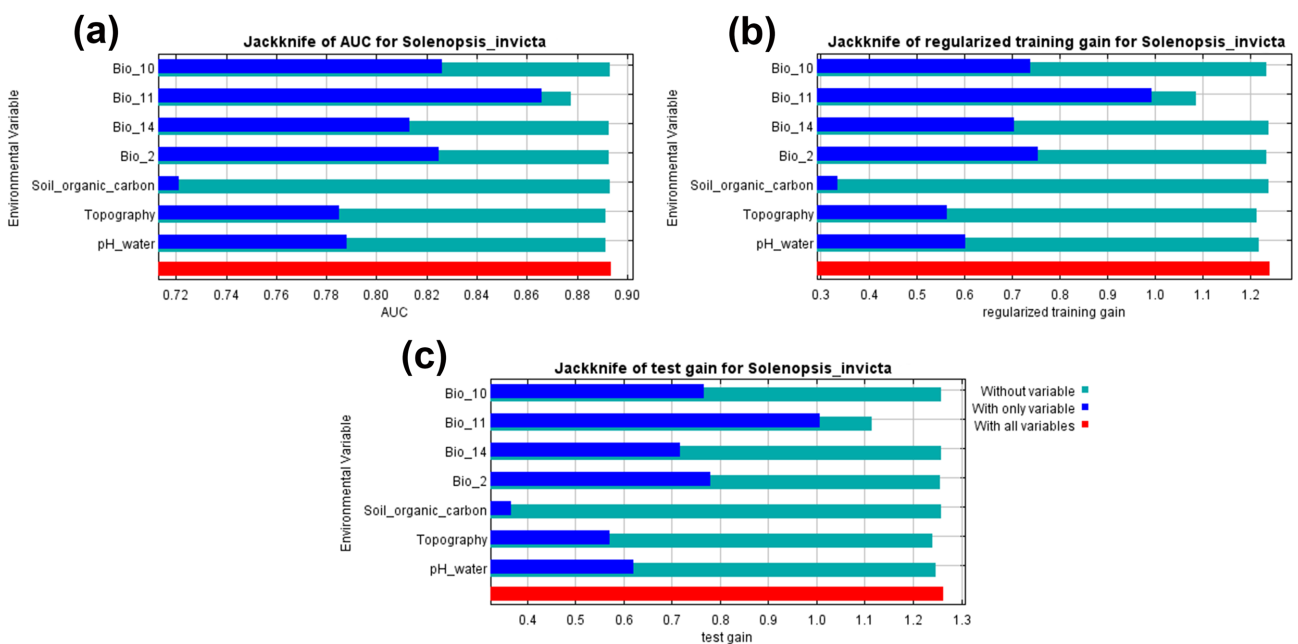 (a)
Jackknife of AUC for Solenopsis_invicta
Environmental Variable
Bio_10
Bio_11
Bio_14
Bio_2
Soil_organic_carbon
Topography
pH_water
0.72 0.74 0.76 0.78 0.80 0.82 0.84 0.86 0.88 0.90
AUC
(b)
Jackknife of regularized training gain for Solenopsis_invicta
Environmental Variable
Bio_10
Bio_11
Bio_14
Bio_2
Soil_organic_carbon
Topography
pH_water
0.3 0.4 0.5 0.6 0.7 0.8 0.9 1.0 1.1 1.2
regularized training gain
(c)
Jackknife of test gain for Solenopsis_invicta
Environmental Variable
Bio_10
Bio_11
Bio_14
Bio_2
Soil_organic_carbon
Topography
pH_water
0.4 0.5 0.6 0.7 0.8 0.9 1.0 1.1 1.2 1.3
test gain
Without variable
With only variable
With all variables